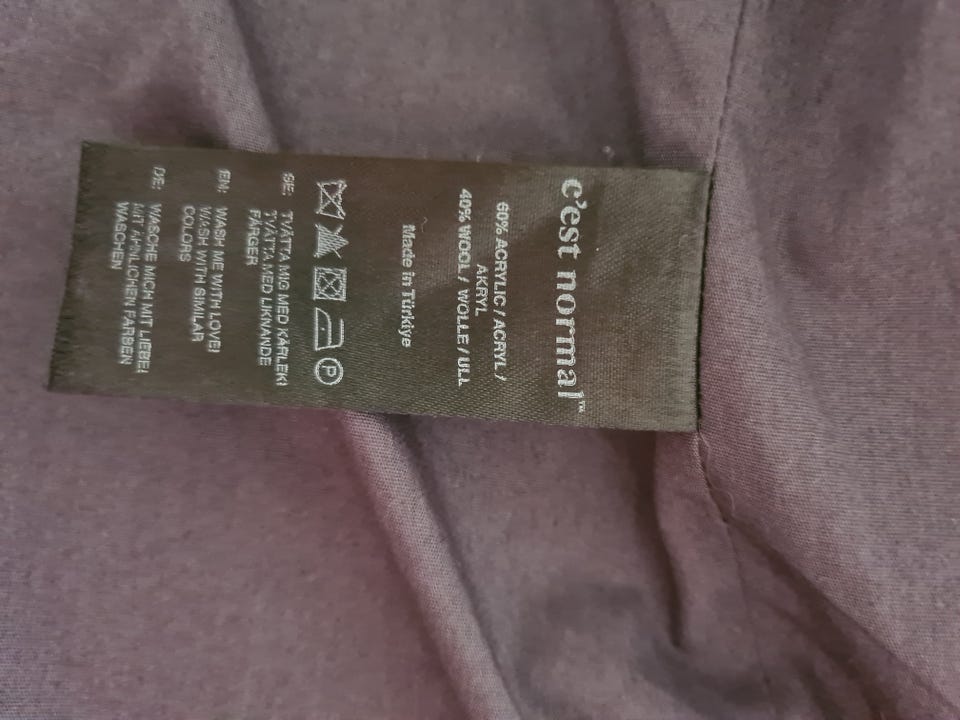 c'est normal™
60% ACRYLIC / ACRYL /
AKRYL
40% WOOL / WOLLE / ULL
Made in Türkiye
P
SE: TVÄTTA MIG MED KÄRLEK!
TVÄTTA MED LIKNANDE
FÄRGER
EN: WASH ME WITH LOVE!
WASH WITH SIMILAR
COLORS
DE: WASCHE MICH MIT LIEBE!
MIT ÄHNLICHEN FARBEN
WASCHEN